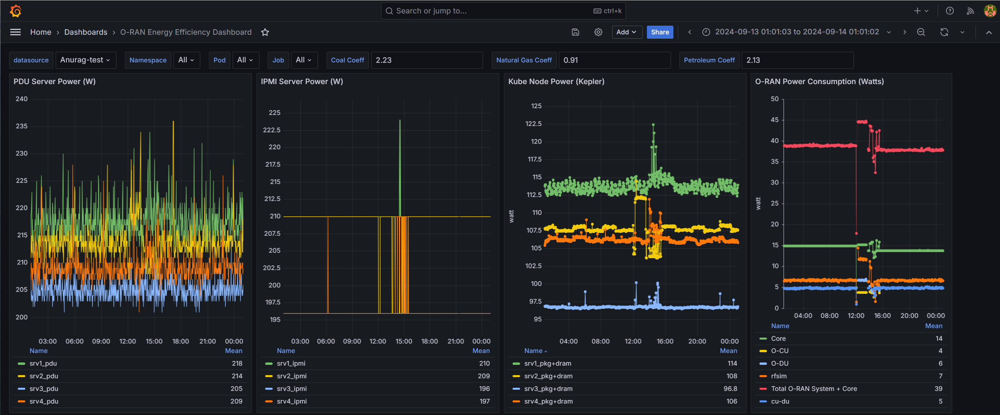 Search or jump to...
ctrl+k
Home › Dashboards › O-RAN Energy Efficiency Dashboard
Add
Share
2024-09-13 01:01:03 to 2024-09-14 01:01:02
datasource Anurag-test Namespace All Pod All Job All Coal Coeff 2.23 Natural Gas Coeff 0.91 Petroleum Coeff 2.13
PDU Server Power (W)
240
235
230
225
220
215
210
205
200
03:00 06:00 09:00 12:00 15:00 18:00 21:00 00:00
Name Mean
srv1_pdu 218
srv2_pdu 214
srv3_pdu 205
srv4_pdu 209
IPMI Server Power (W)
225
222.5
220
217.5
215
212.5
210
207.5
205
202.5
200
197.5
195
03:00 06:00 09:00 12:00 15:00 18:00 21:00 00:00
Name Mean
srv1_ipmi 210
srv2_ipmi 209
srv3_ipmi 196
srv4_ipmi 197
Kube Node Power (Kepler)
watt
125
122.5
120
117.5
115
112.5
110
107.5
105
102.5
100
97.5
95
04:00 08:00 12:00 16:00 20:00 00:00
Name Mean
srv1_pkg+dram 114
srv2_pkg+dram 108
srv3_pkg+dram 96.8
srv4_pkg+dram 106
O-RAN Power Consumption (Watts)
watt
50
45
40
35
30
25
20
15
10
5
0
04:00 08:00 12:00 16:00 20:00 00:00
Name Mean
Core 14
O-CU 4
O-DU 6
rfsim 7
Total O-RAN System + Core 39
cu-du 5